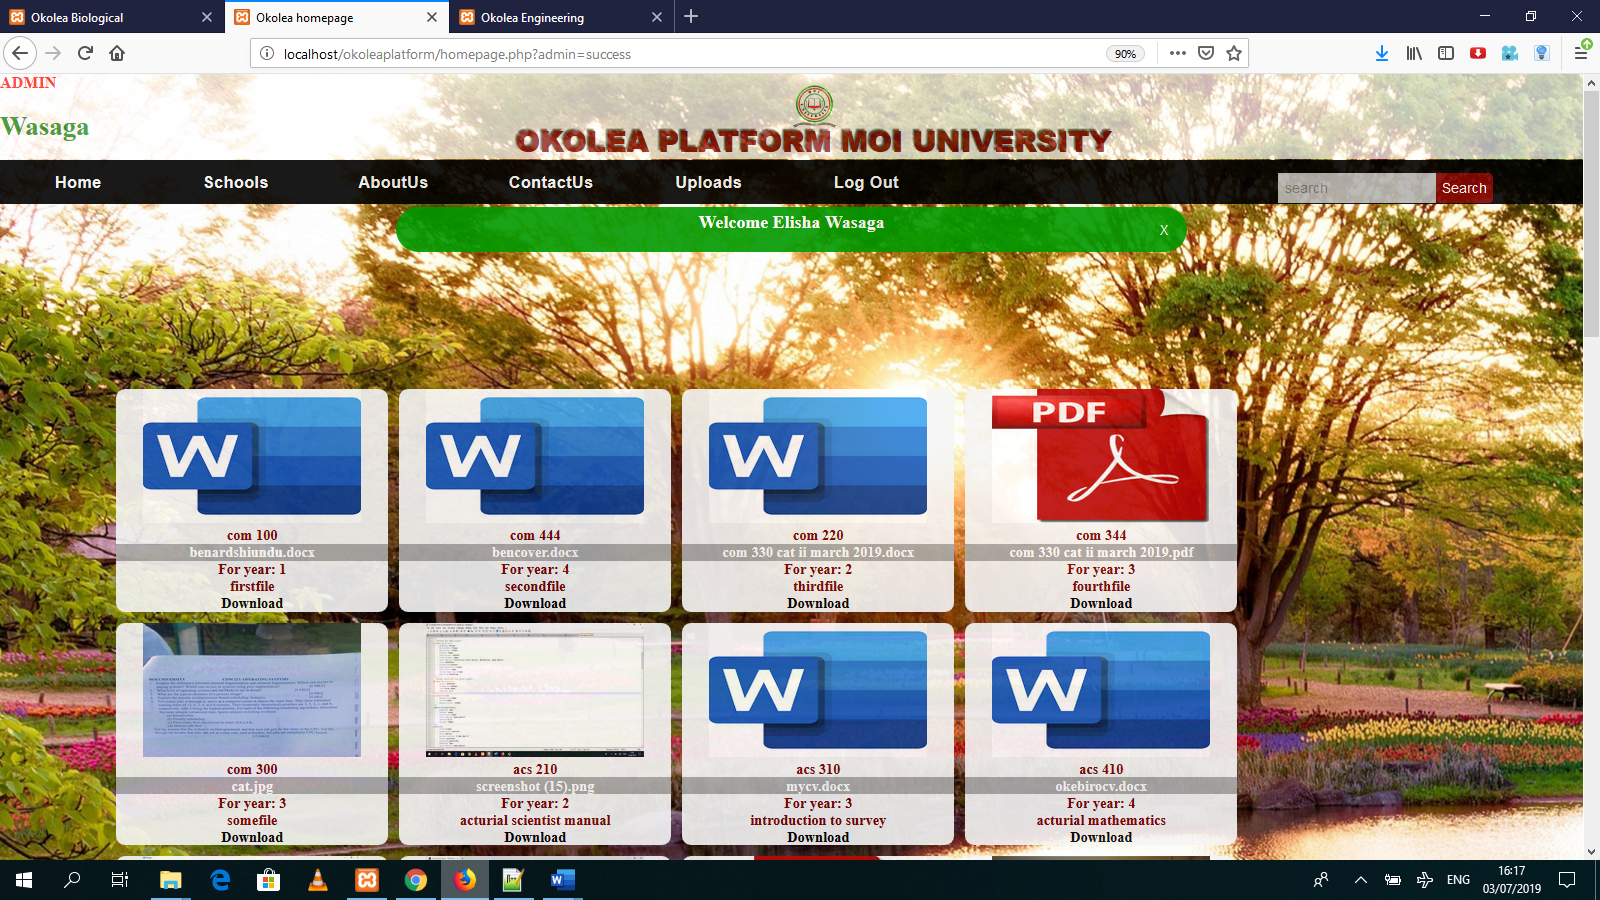 Okolea Biological
Okolea homepage
Okolea Engineering
localhost/okoleaplatform/homepage.php?admin=success
90%
ADMIN
Wasaga
OKOLEA PLATFORM MOI UNIVERSITY
Home Schools AboutUs ContactUs Uploads Log Out search Search
Welcome Elisha Wasaga
X
W W W PDF
com 100
benardshiundu.docx
For year: 1
firstfile
Download
com 444
bencover.docx
For year: 4
secondfile
Download
com 220
com 330 cat ii march 2019.docx
For year: 2
thirdfile
Download
com 344
com 330 cat ii march 2019.pdf
For year: 3
fourthfile
Download
W W
com 300
cat.jpg
For year: 3
somefile
Download
acs 210
screenshot (15).png
For year: 2
acturial scientist manual
Download
acs 310
mycv.docx
For year: 3
introduction to survey
Download
acs 410
okebirocv.docx
For year: 4
acturial mathematics
Download
ENG
16:17
03/07/2019